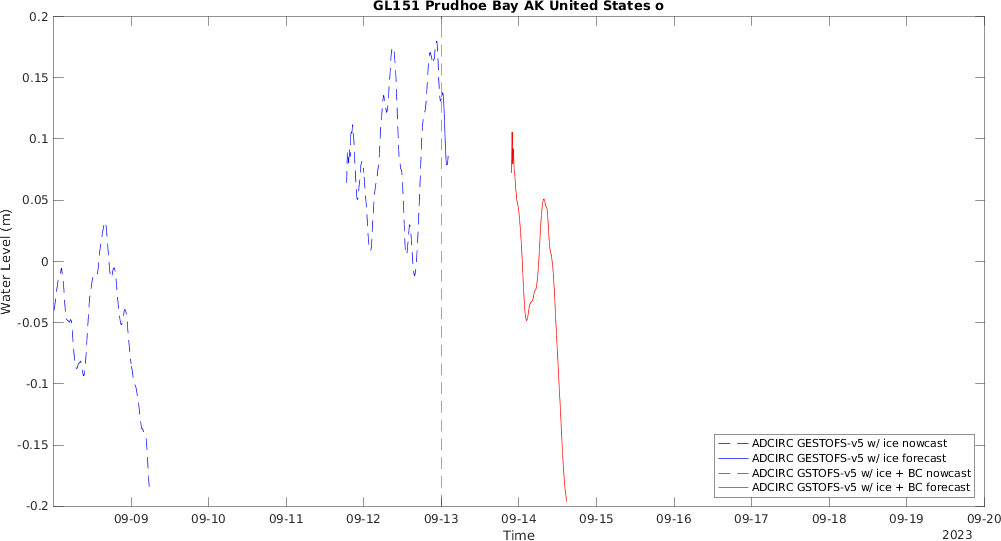 GL151 Prudhoe Bay AK United States o
0.2
0.15
0.1
0.05
0
-0.05
-0.1
-0.15
-0.2
Water Level (m)
ADCIRC GESTOFS-v5 w/ ice nowcast
ADCIRC GESTOFS-v5 w/ ice forecast
ADCIRC GSTOFS-v5 w/ ice + BC nowcast
ADCIRC GSTOFS-v5 w/ ice + BC forecast
09-09 09-10 09-11 09-12 09-13 09-14 09-15 09-16 09-17 09-18 09-19 09-20
Time
2023